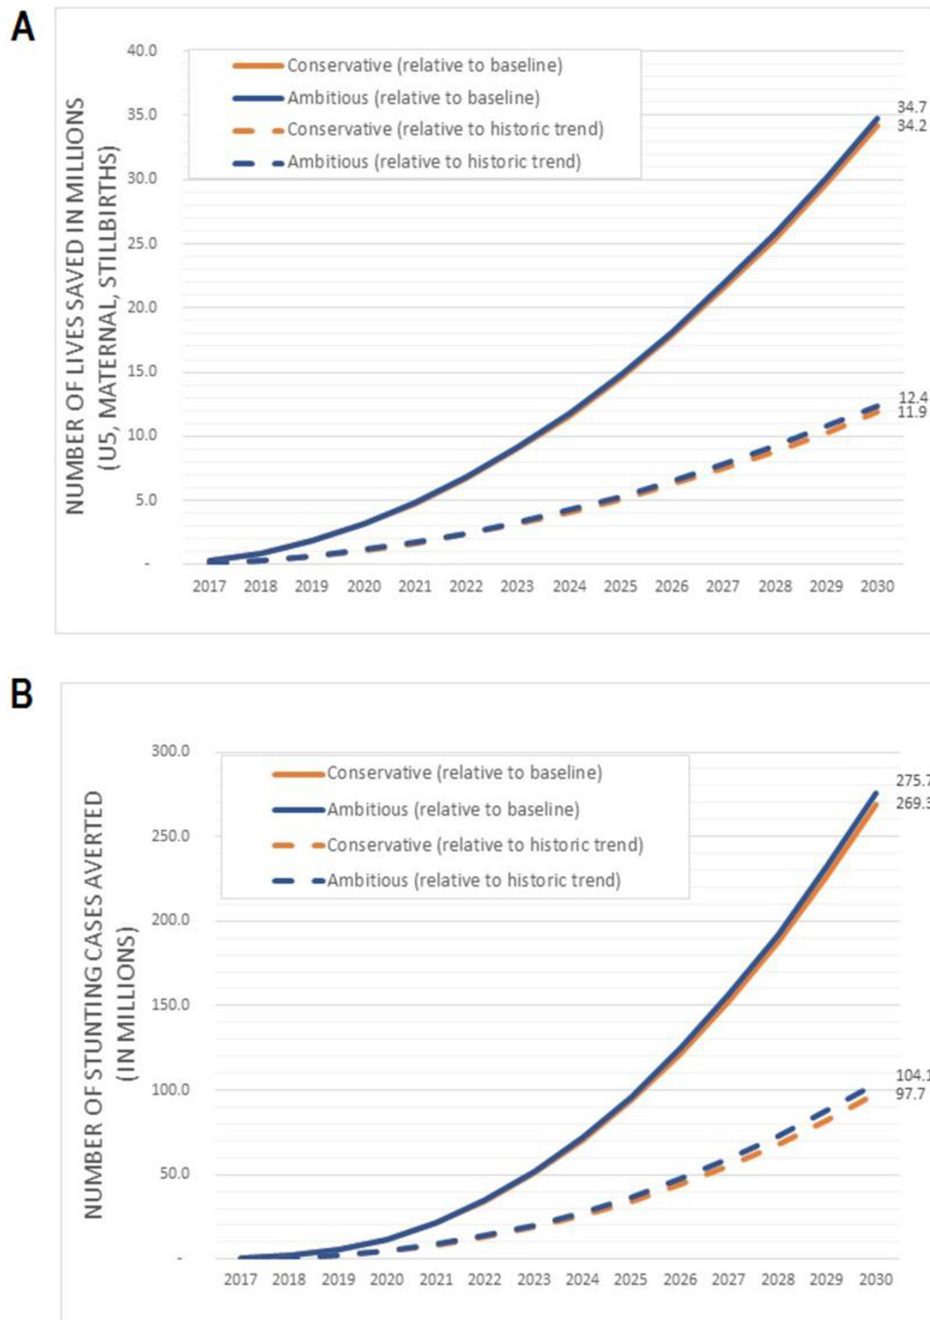 A
NUMBER OF LIVES SAVED IN MILLIONS
(U5, MATERNAL, STILLBIRTHS)
40.0
35.0
30.0
25.0
20.0
15.0
10.0
5.0
-
Conservative (relative to baseline)
Ambitious (relative to baseline)
Conservative (relative to historic trend)
Ambitious (relative to historic trend)
34.7
34.2
12.4
11.9
2017 2018 2019 2020 2021 2022 2023 2024 2025 2026 2027 2028 2029 2030
B
NUMBER OF STUNTING CASES AVERTED
(IN MILLIONS)
300.0
250.0
200.0
150.0
100.0
50.0
-
Conservative (relative to baseline)
Ambitious (relative to baseline)
Conservative (relative to historic trend)
Ambitious (relative to historic trend)
275.7
269.3
104.1
97.7
2017 2018 2019 2020 2021 2022 2023 2024 2025 2026 2027 2028 2029 2030